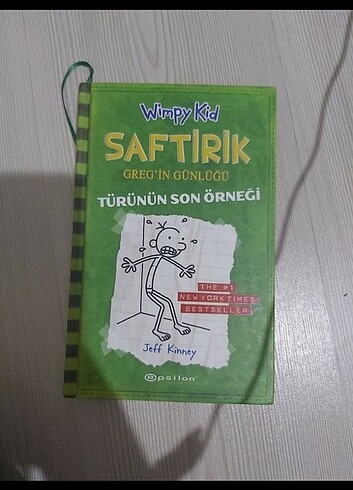 Wimpy Kid
SAFTİRİK
GREG'İN GÜNLÜĞÜ
TÜRÜNÜN SON ÖRNEĞİ
THE #1
NEW YORK TIMES
BESTSELLER
Jeff Kinney
epsilon